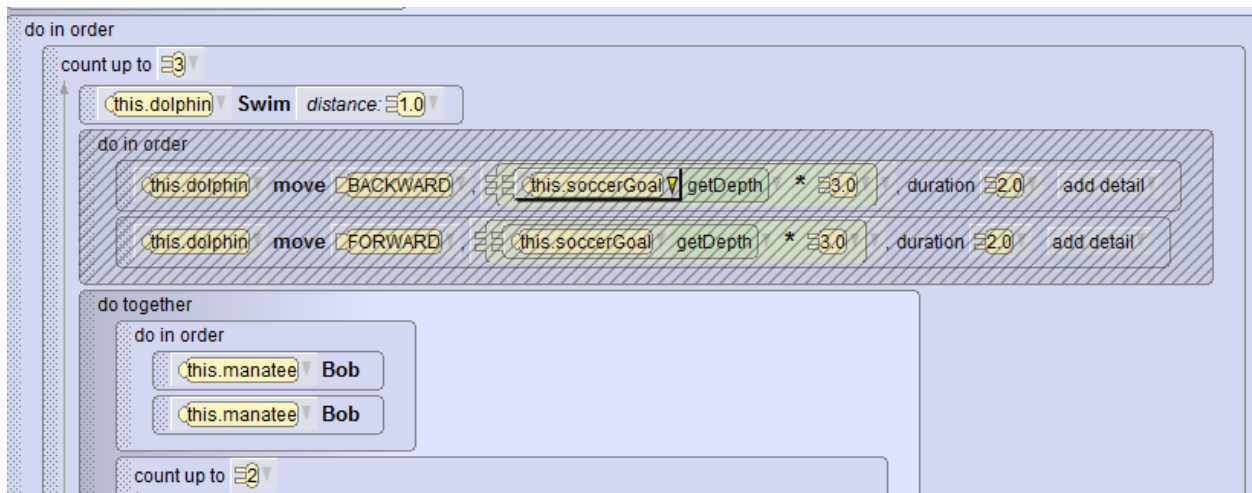 do in order
count up to 3
this.dolphin Swim distance: 1.0
do in order
this.dolphin move BACKWARD , this.soccerGoal getDepth * 3.0 , duration 2.0 add detail
this.dolphin move FORWARD , this.soccerGoal getDepth * 3.0 , duration 2.0 add detail
do together
do in order
this.manatee Bob
this.manatee Bob
count up to 2